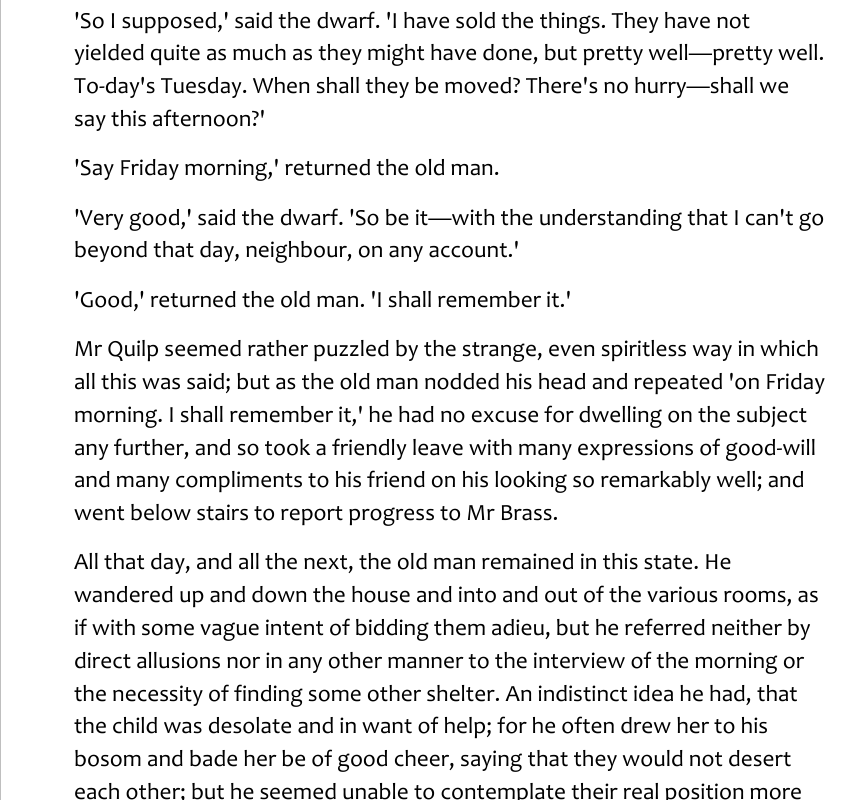 'So I supposed,' said the dwarf. 'I have sold the things. They have not
yielded quite as much as they might have done, but pretty well—pretty well.
To-day's Tuesday. When shall they be moved? There's no hurry—shall we
say this afternoon?'
'Say Friday morning,' returned the old man.
'Very good,' said the dwarf. 'So be it—with the understanding that I can't go
beyond that day, neighbour, on any account.'
'Good,' returned the old man. 'I shall remember it.'
Mr Quilp seemed rather puzzled by the strange, even spiritless way in which
all this was said; but as the old man nodded his head and repeated 'on Friday
morning. I shall remember it,' he had no excuse for dwelling on the subject
any further, and so took a friendly leave with many expressions of good-will
and many compliments to his friend on his looking so remarkably well; and
went below stairs to report progress to Mr Brass.
All that day, and all the next, the old man remained in this state. He
wandered up and down the house and into and out of the various rooms, as
if with some vague intent of bidding them adieu, but he referred neither by
direct allusions nor in any other manner to the interview of the morning or
the necessity of finding some other shelter. An indistinct idea he had, that
the child was desolate and in want of help; for he often drew her to his
bosom and bade her be of good cheer, saying that they would not desert
each other; but he seemed unable to contemplate their real position more